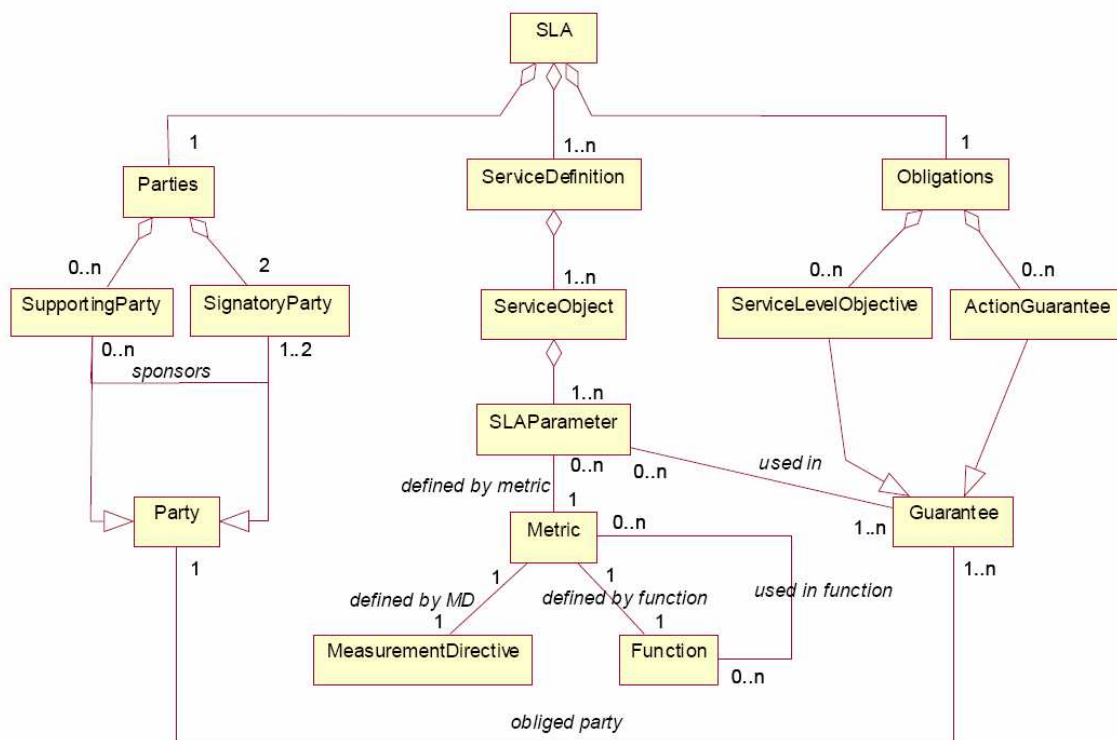 SLA
1
1..n
1
Parties
ServiceDefinition
Obligations
0..n
2
1..n
0..n
0..n
SupportingParty
SignatoryParty
ServiceObject
ServiceLevelObjective
ActionGuarantee
0..n
1..2
sponsors
1..n
SLAParameter
0..n
0..n
used in
defined by metric
1
Party
Metric
0..n
Guarantee
1..n
1
1
1
1..n
defined by MD
defined by function
used in function
1
1
MeasurementDirective
Function
0..n
obliged party